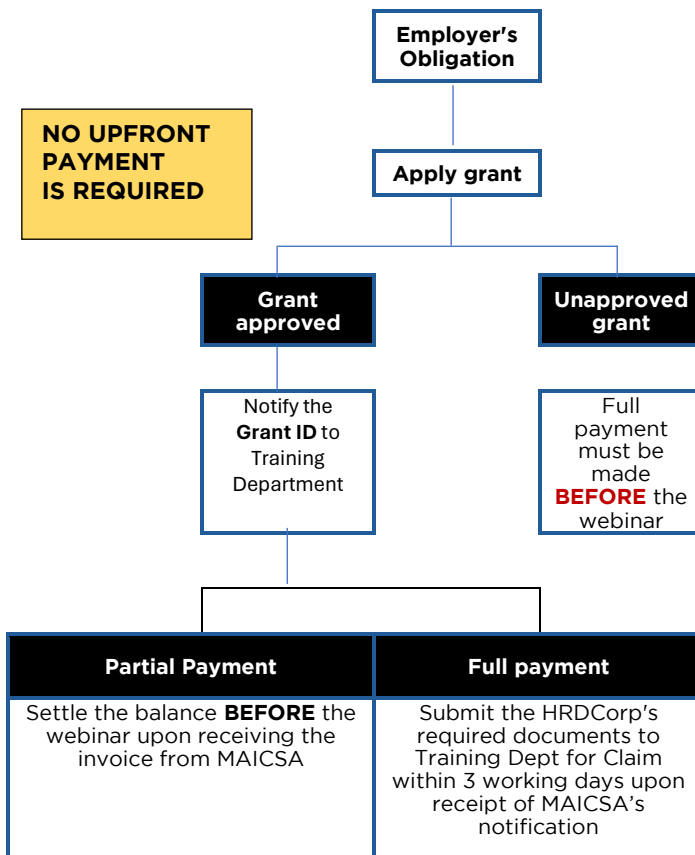 Employer's
Obligation
NO UPFRONT
PAYMENT
IS REQUIRED
Apply grant
Grant
approved
Unapproved
grant
Notify the
Grant ID to
Training
Department
Full
payment
must be
made
BEFORE the
webinar
Partial Payment
Full payment
Settle the balance BEFORE the
webinar upon receiving the
invoice from MAICSA
Submit the HRDCorp's
required documents to
Training Dept for Claim
within 3 working days upon
receipt of MAICSA’s
notification